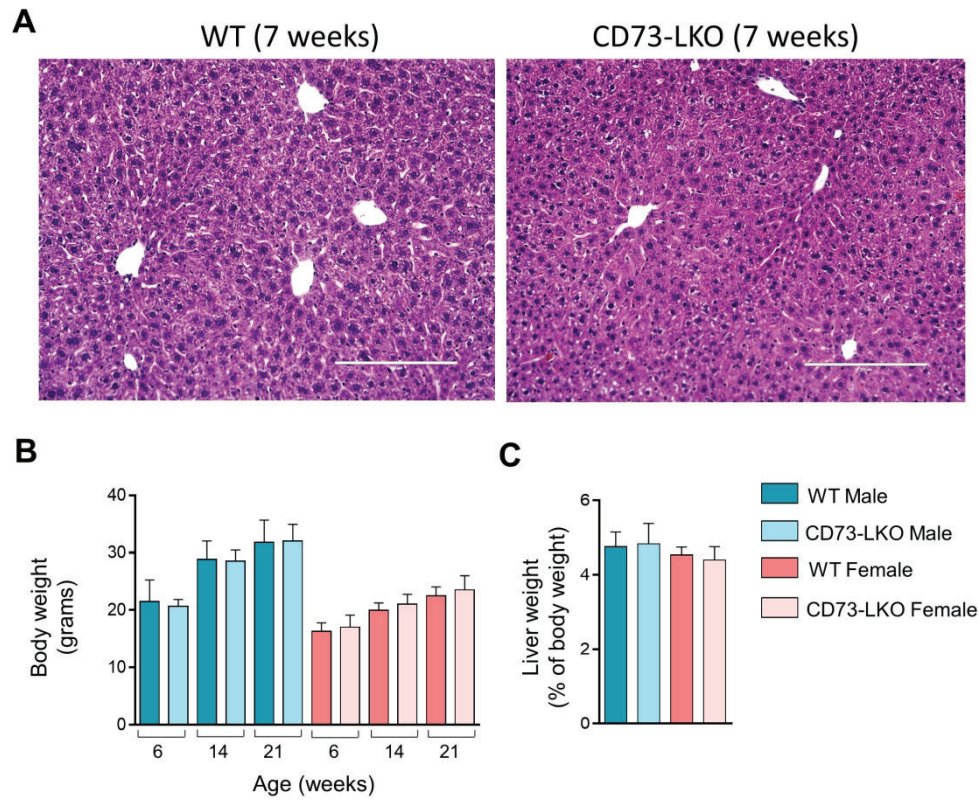 A
WT (7 weeks)
CD73-LKO (7 weeks)
B
Body weight
(grams)
40
30
20
10
0
6
14
21
6
14
21
Age (weeks)
C
Liver weight
(% of body weight)
6
4
2
0
WT Male
CD73-LKO Male
WT Female
CD73-LKO Female